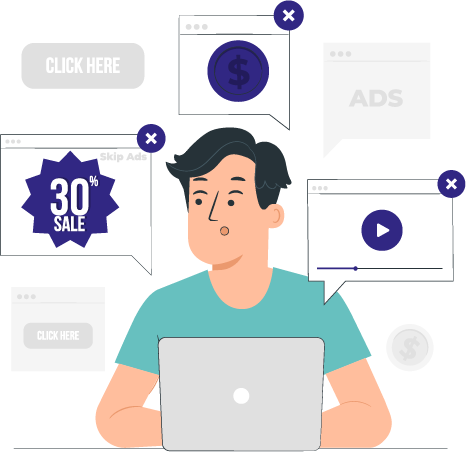 CLICK HERE
$
ADS
Skip Ads
30%
SALE
CLICK HERE
$